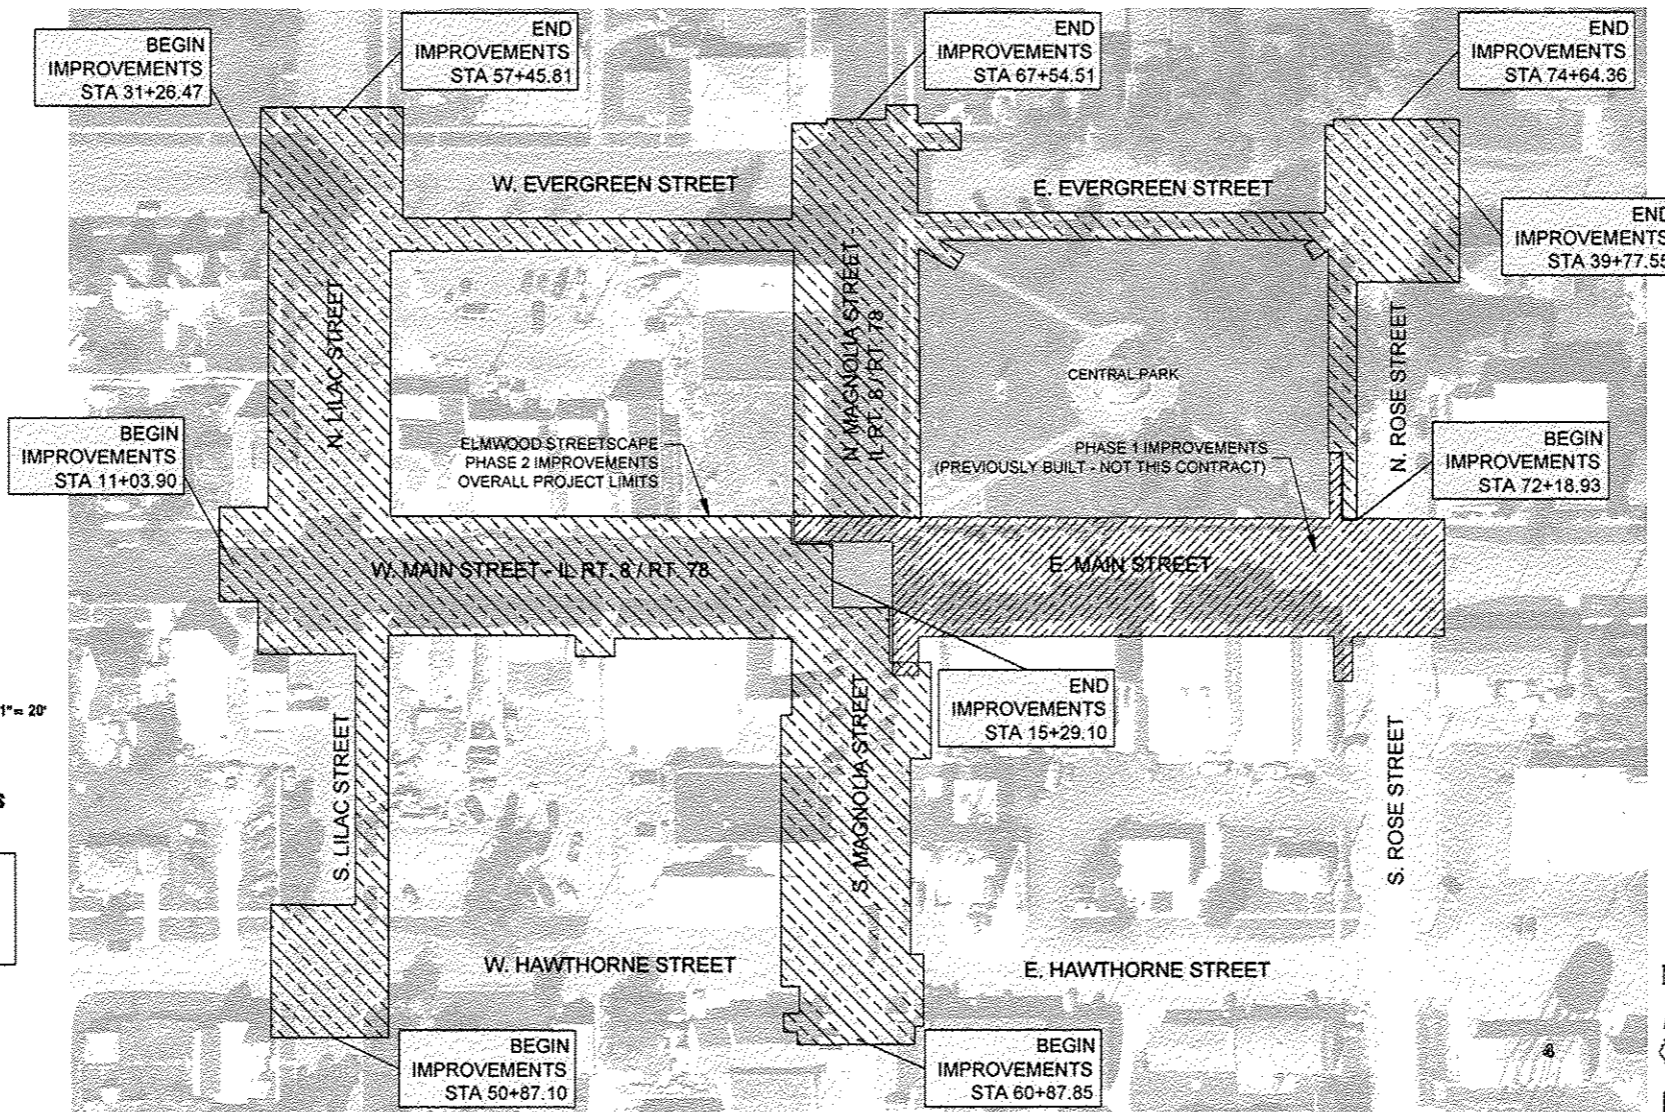 BEGIN
IMPROVEMENTS
STA 31+26.47
END
IMPROVEMENTS
STA 57+45.81
END
IMPROVEMENTS
STA 67+54.51
END
IMPROVEMENTS
STA 74+64.36
W. EVERGREEN STREET
E. EVERGREEN STREET
END
IMPROVEMENTS
STA 39+77.55
N. LILAC STREET
N. MAGNOLIA STREET -
IL RT. 8 / RT. 78
CENTRAL PARK
N. ROSE STREET
BEGIN
IMPROVEMENTS
STA 11+03.90
ELMWOOD STREETSCAPE
PHASE 2 IMPROVEMENTS
OVERALL PROJECT LIMITS
PHASE 1 IMPROVEMENTS
(PREVIOUSLY BUILT - NOT THIS CONTRACT)
BEGIN
IMPROVEMENTS
STA 72+18.93
W. MAIN STREET - IL RT. 8 / RT. 78
E. MAIN STREET
END
IMPROVEMENTS
STA 15+29.10
1"= 20'
S
S. LILAC STREET
S. MAGNOLIA STREET
S. ROSE STREET
W. HAWTHORNE STREET
E. HAWTHORNE STREET
BEGIN
IMPROVEMENTS
STA 50+87.10
BEGIN
IMPROVEMENTS
STA 60+87.85